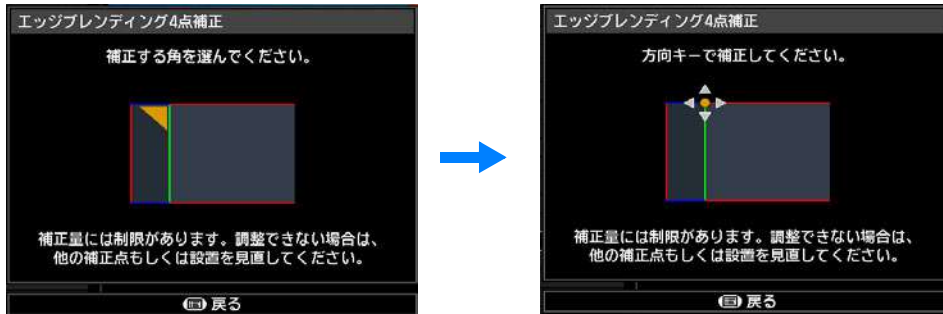 エッジブレンディング4点補正
補正する角を選んでください。
補正量には制限があります。調整できない場合は、
他の補正点もしくは設置を見直してください。
戻る
エッジブレンディング4点補正
方向キーで補正してください。
補正量には制限があります。調整できない場合は、
他の補正点もしくは設置を見直してください。
戻る